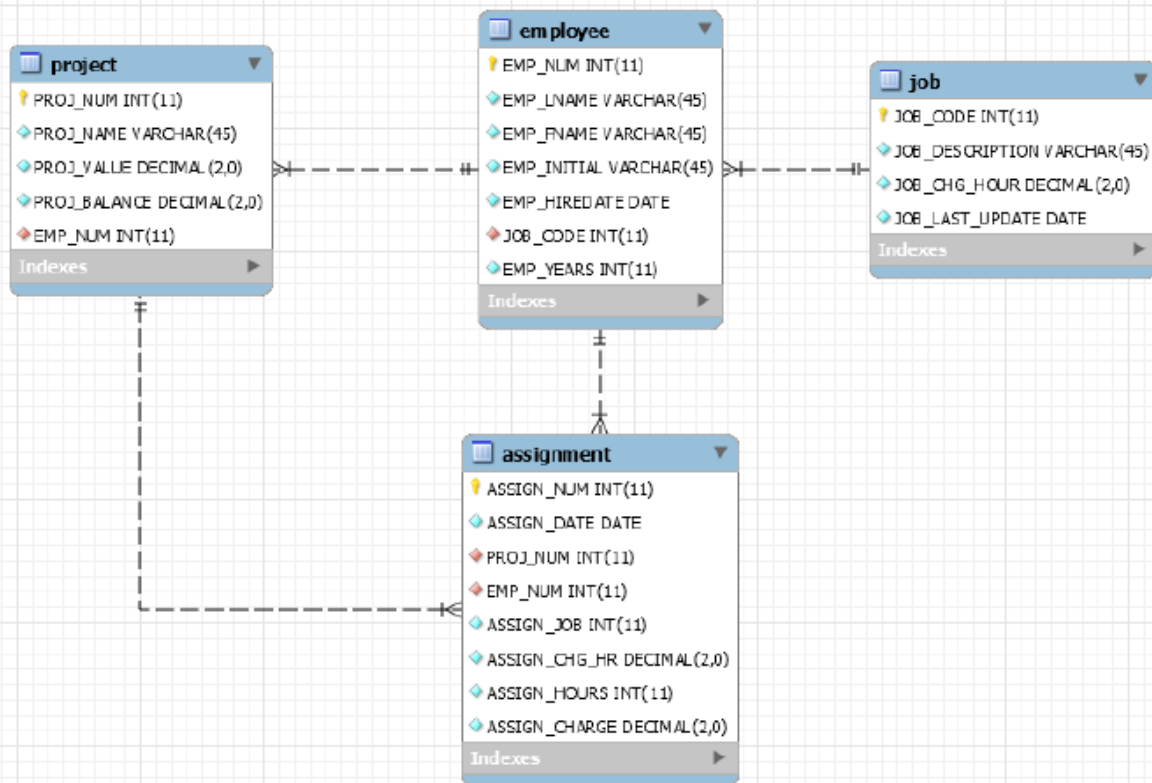 project
PROJ_NUM INT(11)
PROJ_NAME VARCHAR(45)
PROJ_VALUE DECIMAL(2,0)
PROJ_BALANCE DECIMAL(2,0)
EMP_NUM INT(11)
Indexes
employee
EMP_NUM INT(11)
EMP_LNAME VARCHAR(45)
EMP_FNAME VARCHAR(45)
EMP_INITIAL VARCHAR(45)
EMP_HIREDATE DATE
JOB_CODE INT(11)
EMP_YEARS INT(11)
Indexes
job
JOB_CODE INT(11)
JOB_DESCRIPTION VARCHAR(45)
JOB_CHG_HOUR DECIMAL(2,0)
JOB_LAST_UPDATE DATE
Indexes
assignment
ASSIGN_NUM INT(11)
ASSIGN_DATE DATE
PROJ_NUM INT(11)
EMP_NUM INT(11)
ASSIGN_JOB INT(11)
ASSIGN_CHG_HR DECIMAL(2,0)
ASSIGN_HOURS INT(11)
ASSIGN_CHARGE DECIMAL(2,0)
Indexes